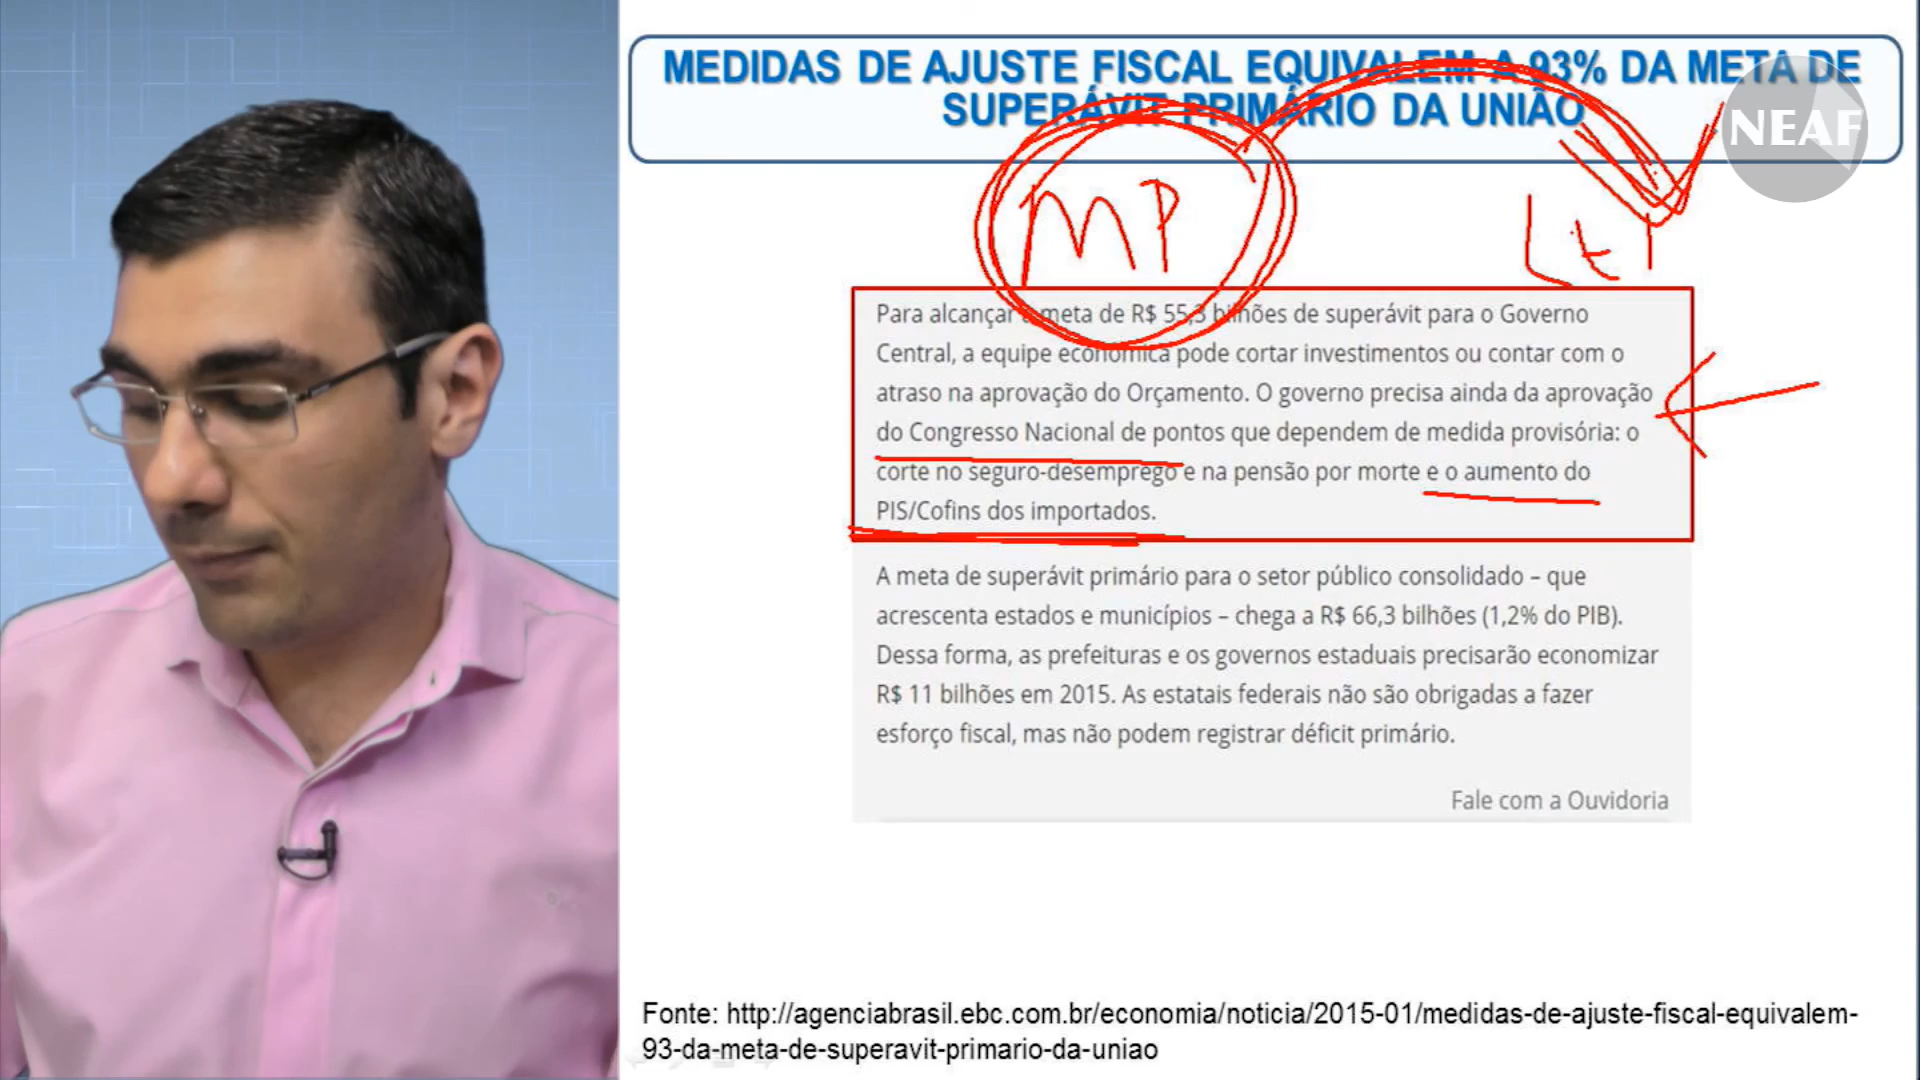 MEDIDAS DE AJUSTE FISCAL EQUIVALEM A 93% DA META DE
SUPERÁVIT PRIMÁRIO DA UNIÃO
NEAF
MP
LEI
Para alcançar a meta de R$ 55,3 bilhões de superávit para o Governo
Central, a equipe econômica pode cortar investimentos ou contar com o
atraso na aprovação do Orçamento. O governo precisa ainda da aprovação
do Congresso Nacional de pontos que dependem de medida provisória: o
corte no seguro-desemprego e na pensão por morte e o aumento do
PIS/Cofins dos importados.
A meta de superávit primário para o setor público consolidado – que
acrescenta estados e municípios – chega a R$ 66,3 bilhões (1,2% do PIB).
Dessa forma, as prefeituras e os governos estaduais precisarão economizar
R$ 11 bilhões em 2015. As estatais federais não são obrigadas a fazer
esforço fiscal, mas não podem registrar déficit primário.
Fale com a Ouvidoria
Fonte: http://agenciabrasil.ebc.com.br/economia/noticia/2015-01/medidas-de-ajuste-fiscal-equivalem-
93-da-meta-de-superavit-primario-da-uniao